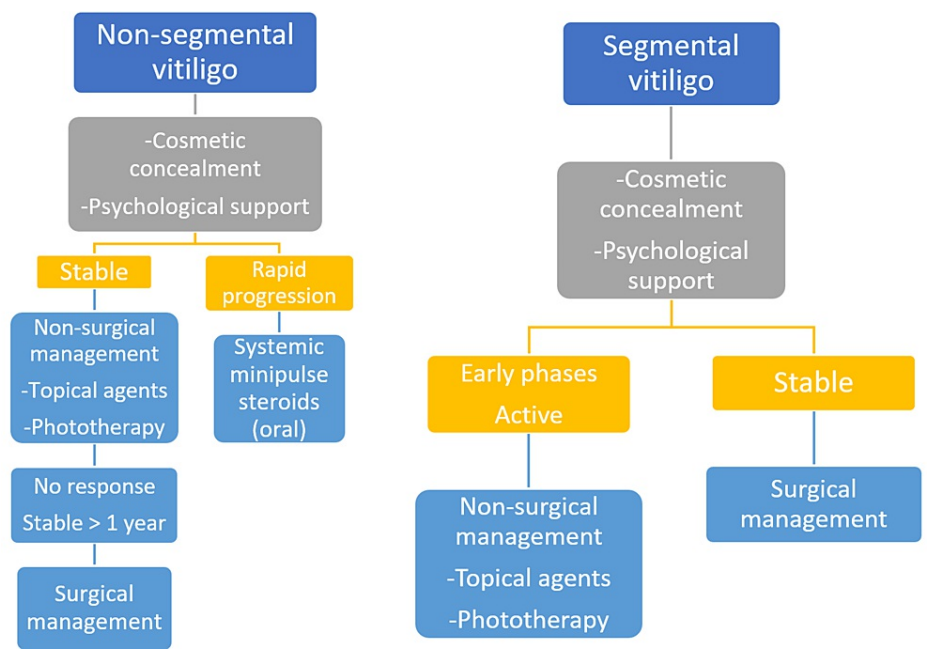 Non-segmental
vitiligo
-Cosmetic
concealment
-Psychological support
Stable
Non-surgical
management
-Topical agents
-Phototherapy
No response
Stable > 1 year
Surgical
management
Rapid
progression
Systemic
minipulse
steroids
(oral)
Segmental
vitiligo
-Cosmetic
concealment
-Psychological
support
Early phases
Active
Non-surgical
management
-Topical agents
-Phototherapy
Stable
Surgical
management